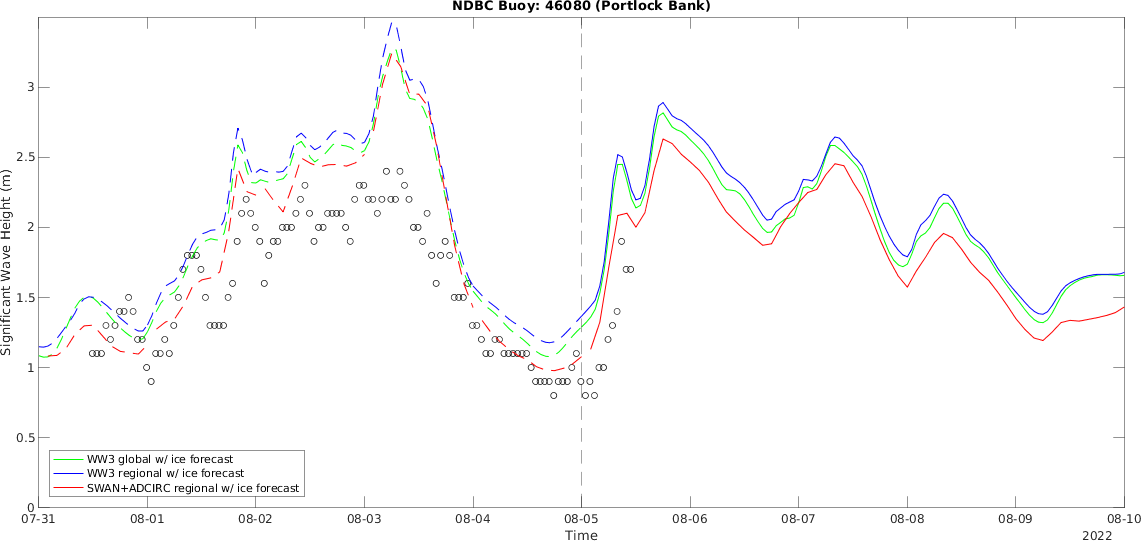 NDBC Buoy: 46080 (Portlock Bank)
Significant Wave Height (m)
3
2.5
2
1.5
1
0.5
0
WW3 global w/ ice forecast
WW3 regional w/ ice forecast
SWAN+ADCIRC regional w/ ice forecast
07-31 08-01 08-02 08-03 08-04 08-05 08-06 08-07 08-08 08-09 08-10
Time
2022